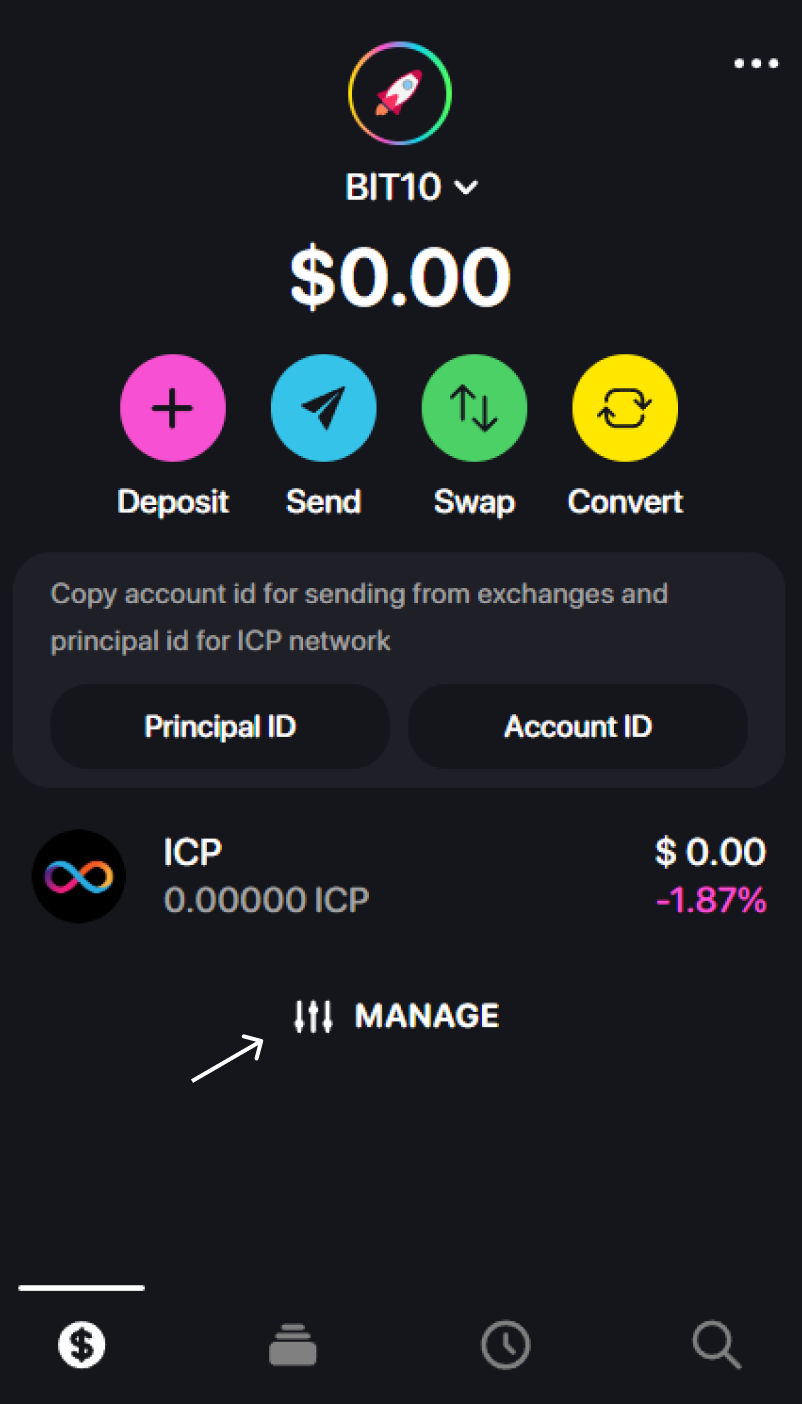 BIT10
$0.00
Deposit Send Swap Convert
Copy account id for sending from exchanges and
principal id for ICP network
Principal ID Account ID
ICP $ 0.00
0.00000 ICP -1.87%
MANAGE